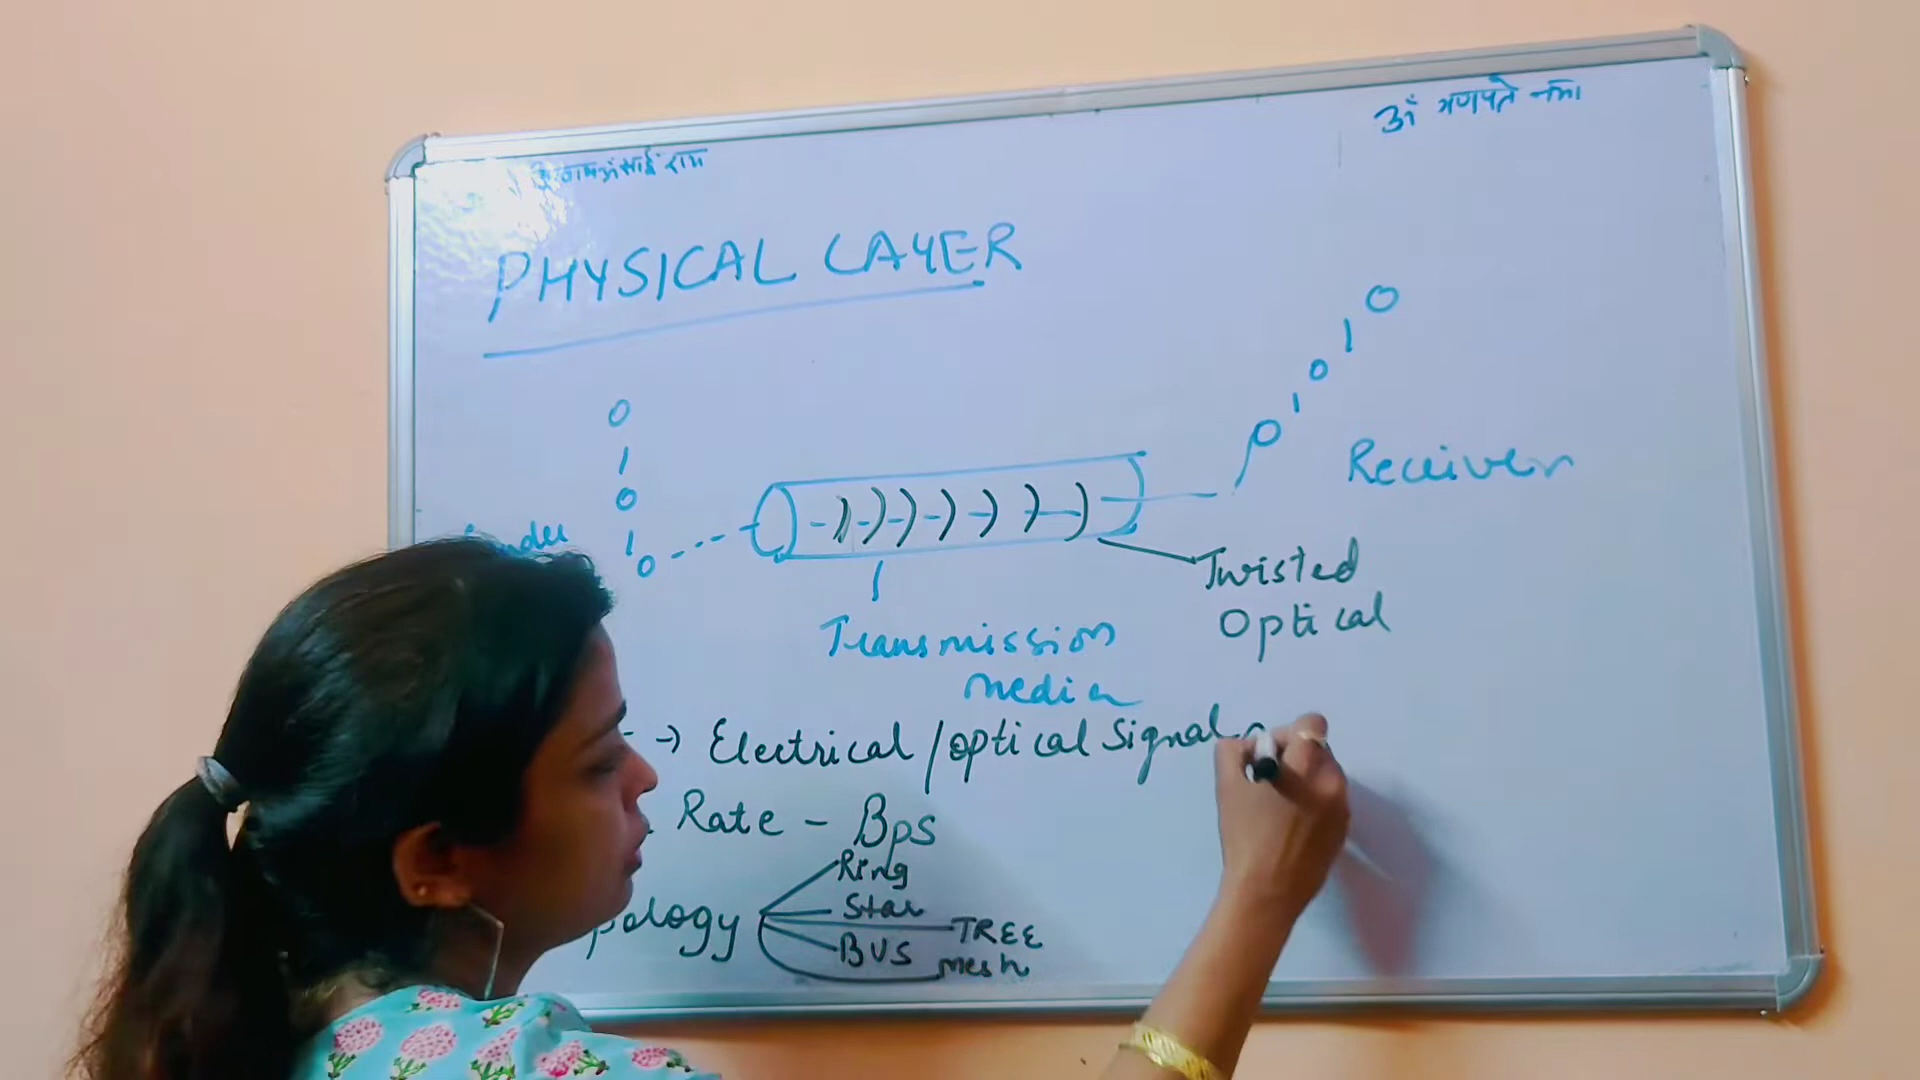 ॐ गणपते नमः
साईं राम
PHYSICAL LAYER
0
1
0
1
0
0
1
0
1
0
Receiver
Twisted
Optical
Transmission
media
→ Electrical/optical Signal
Rate - Bps
Ring
Star
TREE
BUS
Mesh